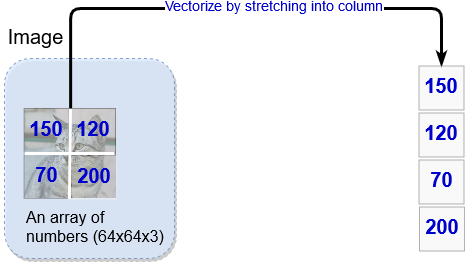 Vectorize by stretching into column
Image
150 120
70 200
An array of
numbers (64x64x3)
150
120
70
200